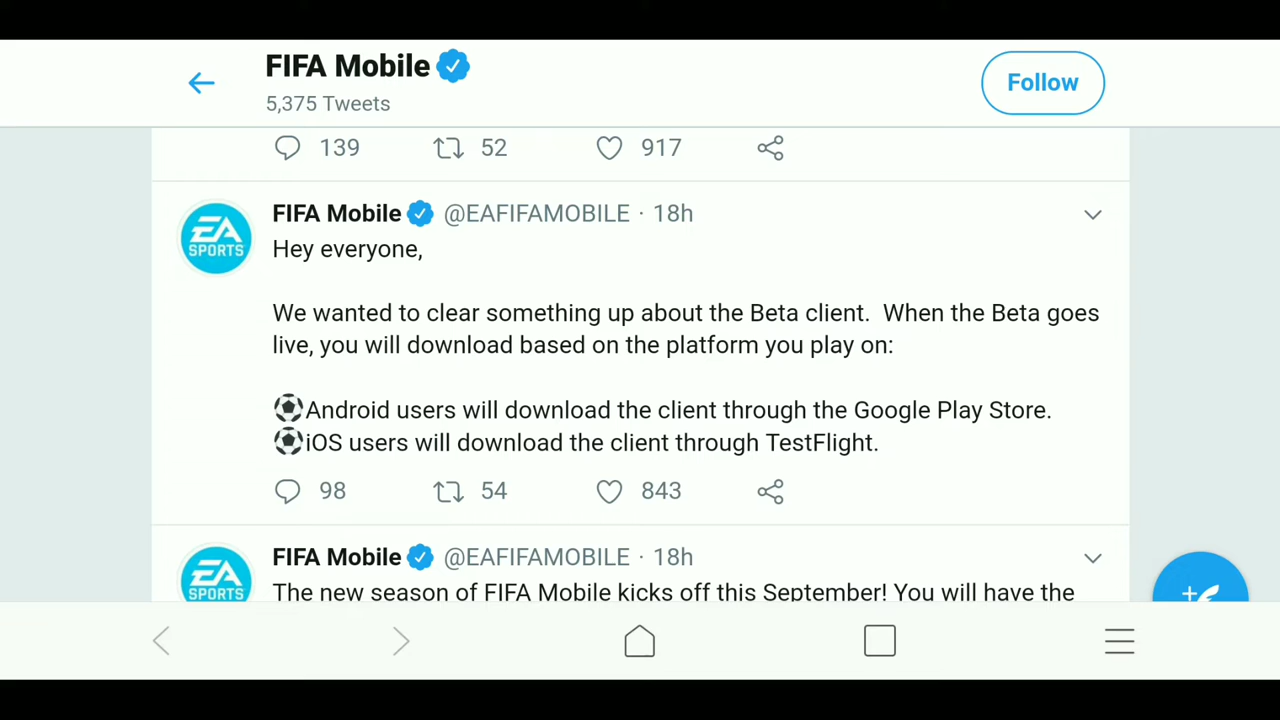 FIFA Mobile
5,375 Tweets
Follow
139 52 917
EA SPORTS
FIFA Mobile @EAFIFAMOBILE · 18h
Hey everyone,
We wanted to clear something up about the Beta client.  When the Beta goes
live, you will download based on the platform you play on:
⚽Android users will download the client through the Google Play Store.
⚽iOS users will download the client through TestFlight.
98 54 843
EA SPORTS
FIFA Mobile @EAFIFAMOBILE · 18h
The new season of FIFA Mobile kicks off this September! You will have the